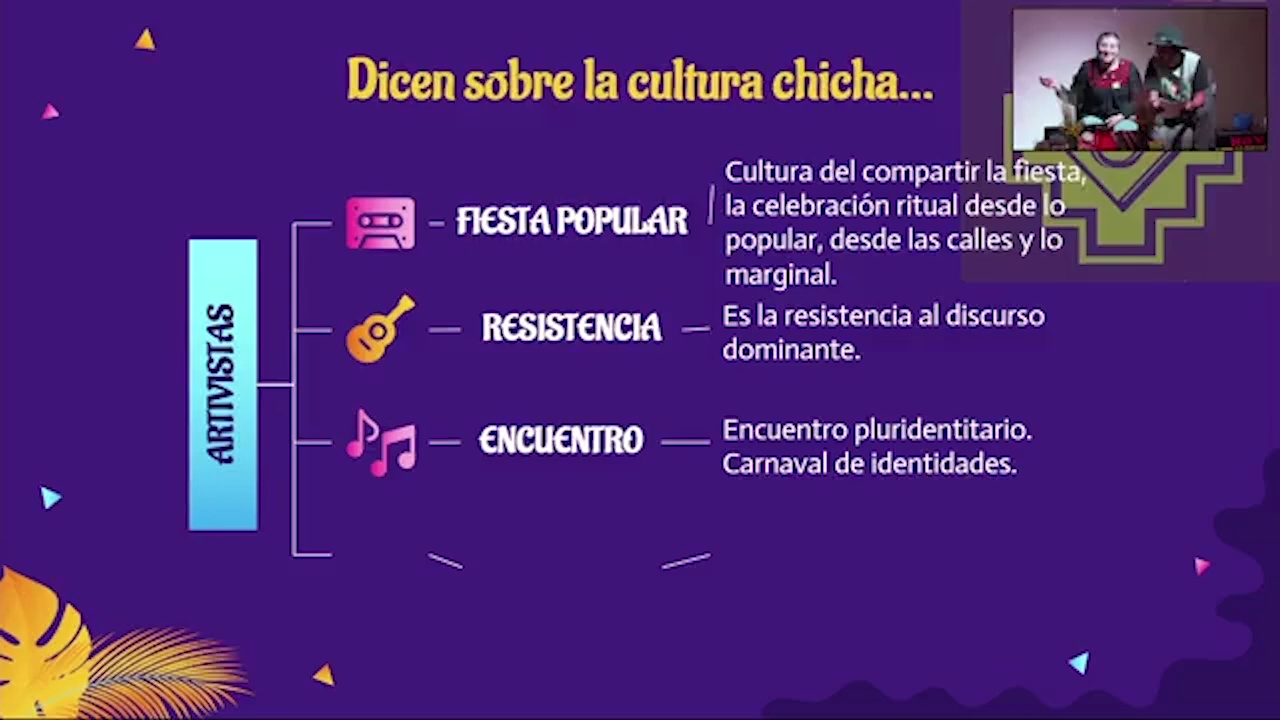 Dicen sobre la cultura chicha...
ARTIVISTAS
FIESTA POPULAR
Cultura del compartir la fiesta,
la celebración ritual desde lo
popular, desde las calles y lo
marginal.
RESISTENCIA
Es la resistencia al discurso
dominante.
ENCUENTRO
Encuentro pluridentitario.
Carnaval de identidades.